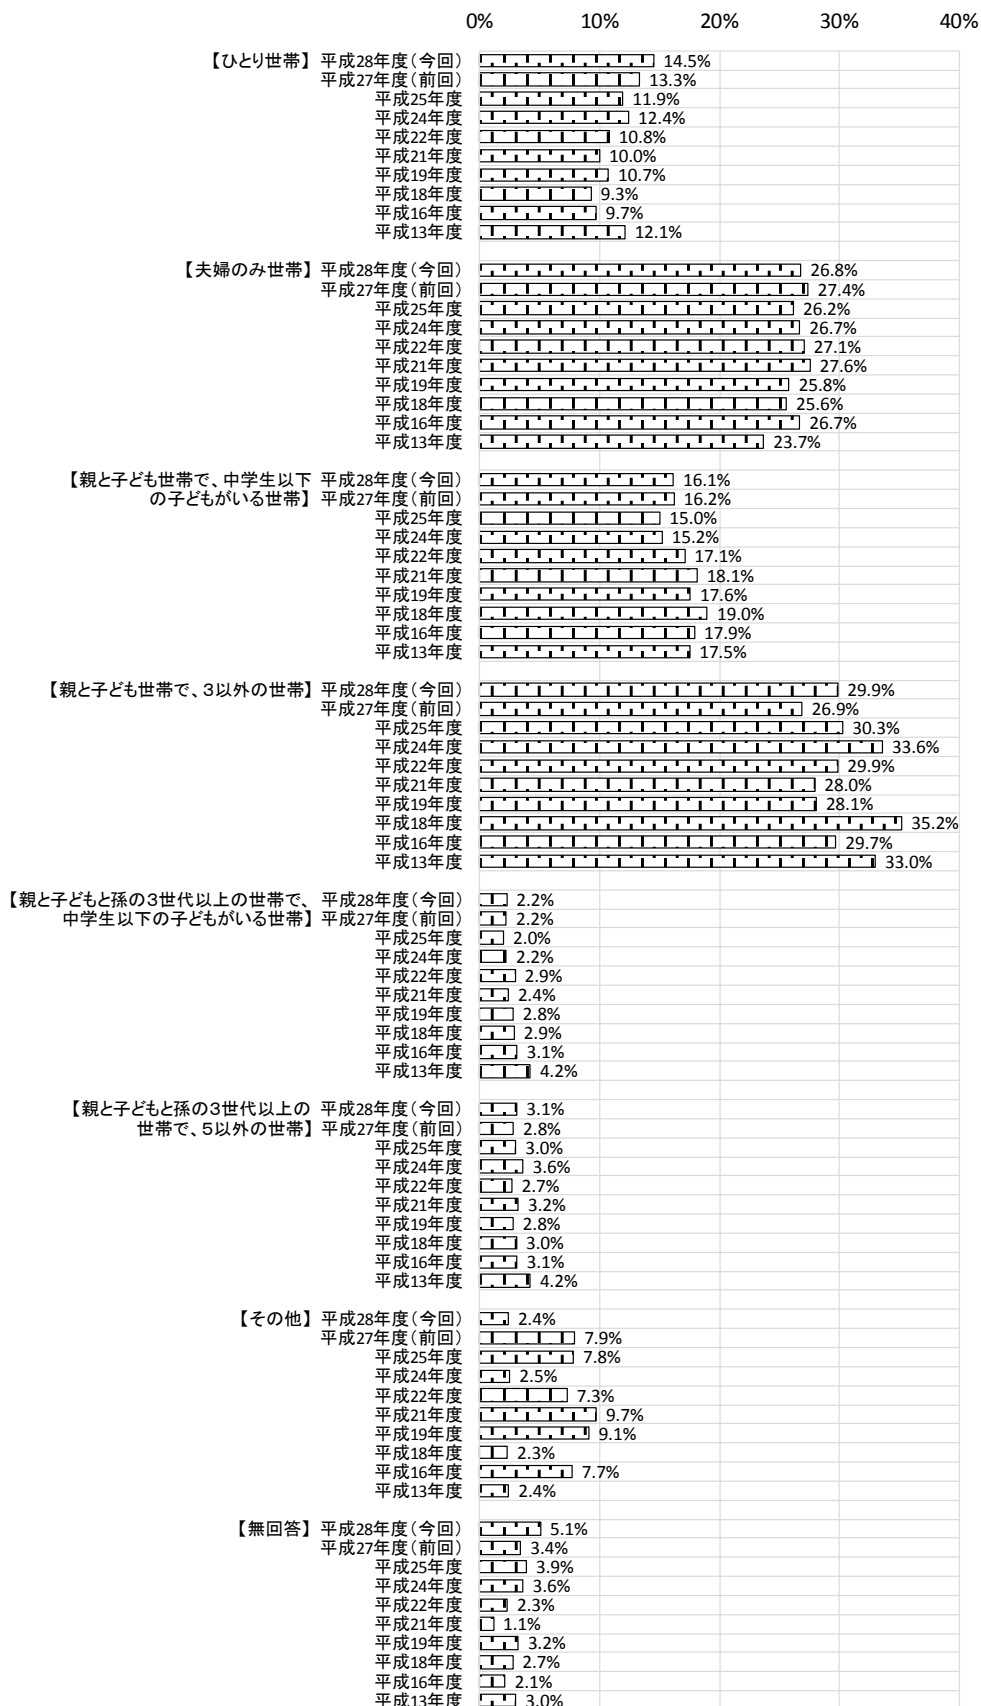 0% 10% 20% 30% 40%
【ひとり世帯】 平成28年度(今回) 14.5%
平成27年度(前回) 13.3%
平成25年度 11.9%
平成24年度 12.4%
平成22年度 10.8%
平成21年度 10.0%
平成19年度 10.7%
平成18年度 9.3%
平成16年度 9.7%
平成13年度 12.1%
【夫婦のみ世帯】 平成28年度(今回) 26.8%
平成27年度(前回) 27.4%
平成25年度 26.2%
平成24年度 26.7%
平成22年度 27.1%
平成21年度 27.6%
平成19年度 25.8%
平成18年度 25.6%
平成16年度 26.7%
平成13年度 23.7%
【親と子ども世帯で、中学生以下 平成28年度(今回) 16.1%
の子どもがいる世帯】 平成27年度(前回) 16.2%
平成25年度 15.0%
平成24年度 15.2%
平成22年度 17.1%
平成21年度 18.1%
平成19年度 17.6%
平成18年度 19.0%
平成16年度 17.9%
平成13年度 17.5%
【親と子ども世帯で、3以外の世帯】 平成28年度(今回) 29.9%
平成27年度(前回) 26.9%
平成25年度 30.3%
平成24年度 33.6%
平成22年度 29.9%
平成21年度 28.0%
平成19年度 28.1%
平成18年度 35.2%
平成16年度 29.7%
平成13年度 33.0%
【親と子どもと孫の3世代以上の世帯で、 平成28年度(今回) 2.2%
中学生以下の子どもがいる世帯】 平成27年度(前回) 2.2%
平成25年度 2.0%
平成24年度 2.2%
平成22年度 2.9%
平成21年度 2.4%
平成19年度 2.8%
平成18年度 2.9%
平成16年度 3.1%
平成13年度 4.2%
【親と子どもと孫の3世代以上の 平成28年度(今回) 3.1%
世帯で、5以外の世帯】 平成27年度(前回) 2.8%
平成25年度 3.0%
平成24年度 3.6%
平成22年度 2.7%
平成21年度 3.2%
平成19年度 2.8%
平成18年度 3.0%
平成16年度 3.1%
平成13年度 4.2%
【その他】 平成28年度(今回) 2.4%
平成27年度(前回) 7.9%
平成25年度 7.8%
平成24年度 2.5%
平成22年度 7.3%
平成21年度 9.7%
平成19年度 9.1%
平成18年度 2.3%
平成16年度 7.7%
平成13年度 2.4%
【無回答】 平成28年度(今回) 5.1%
平成27年度(前回) 3.4%
平成25年度 3.9%
平成24年度 3.6%
平成22年度 2.3%
平成21年度 1.1%
平成19年度 3.2%
平成18年度 2.7%
平成16年度 2.1%
平成13年度 3.0%